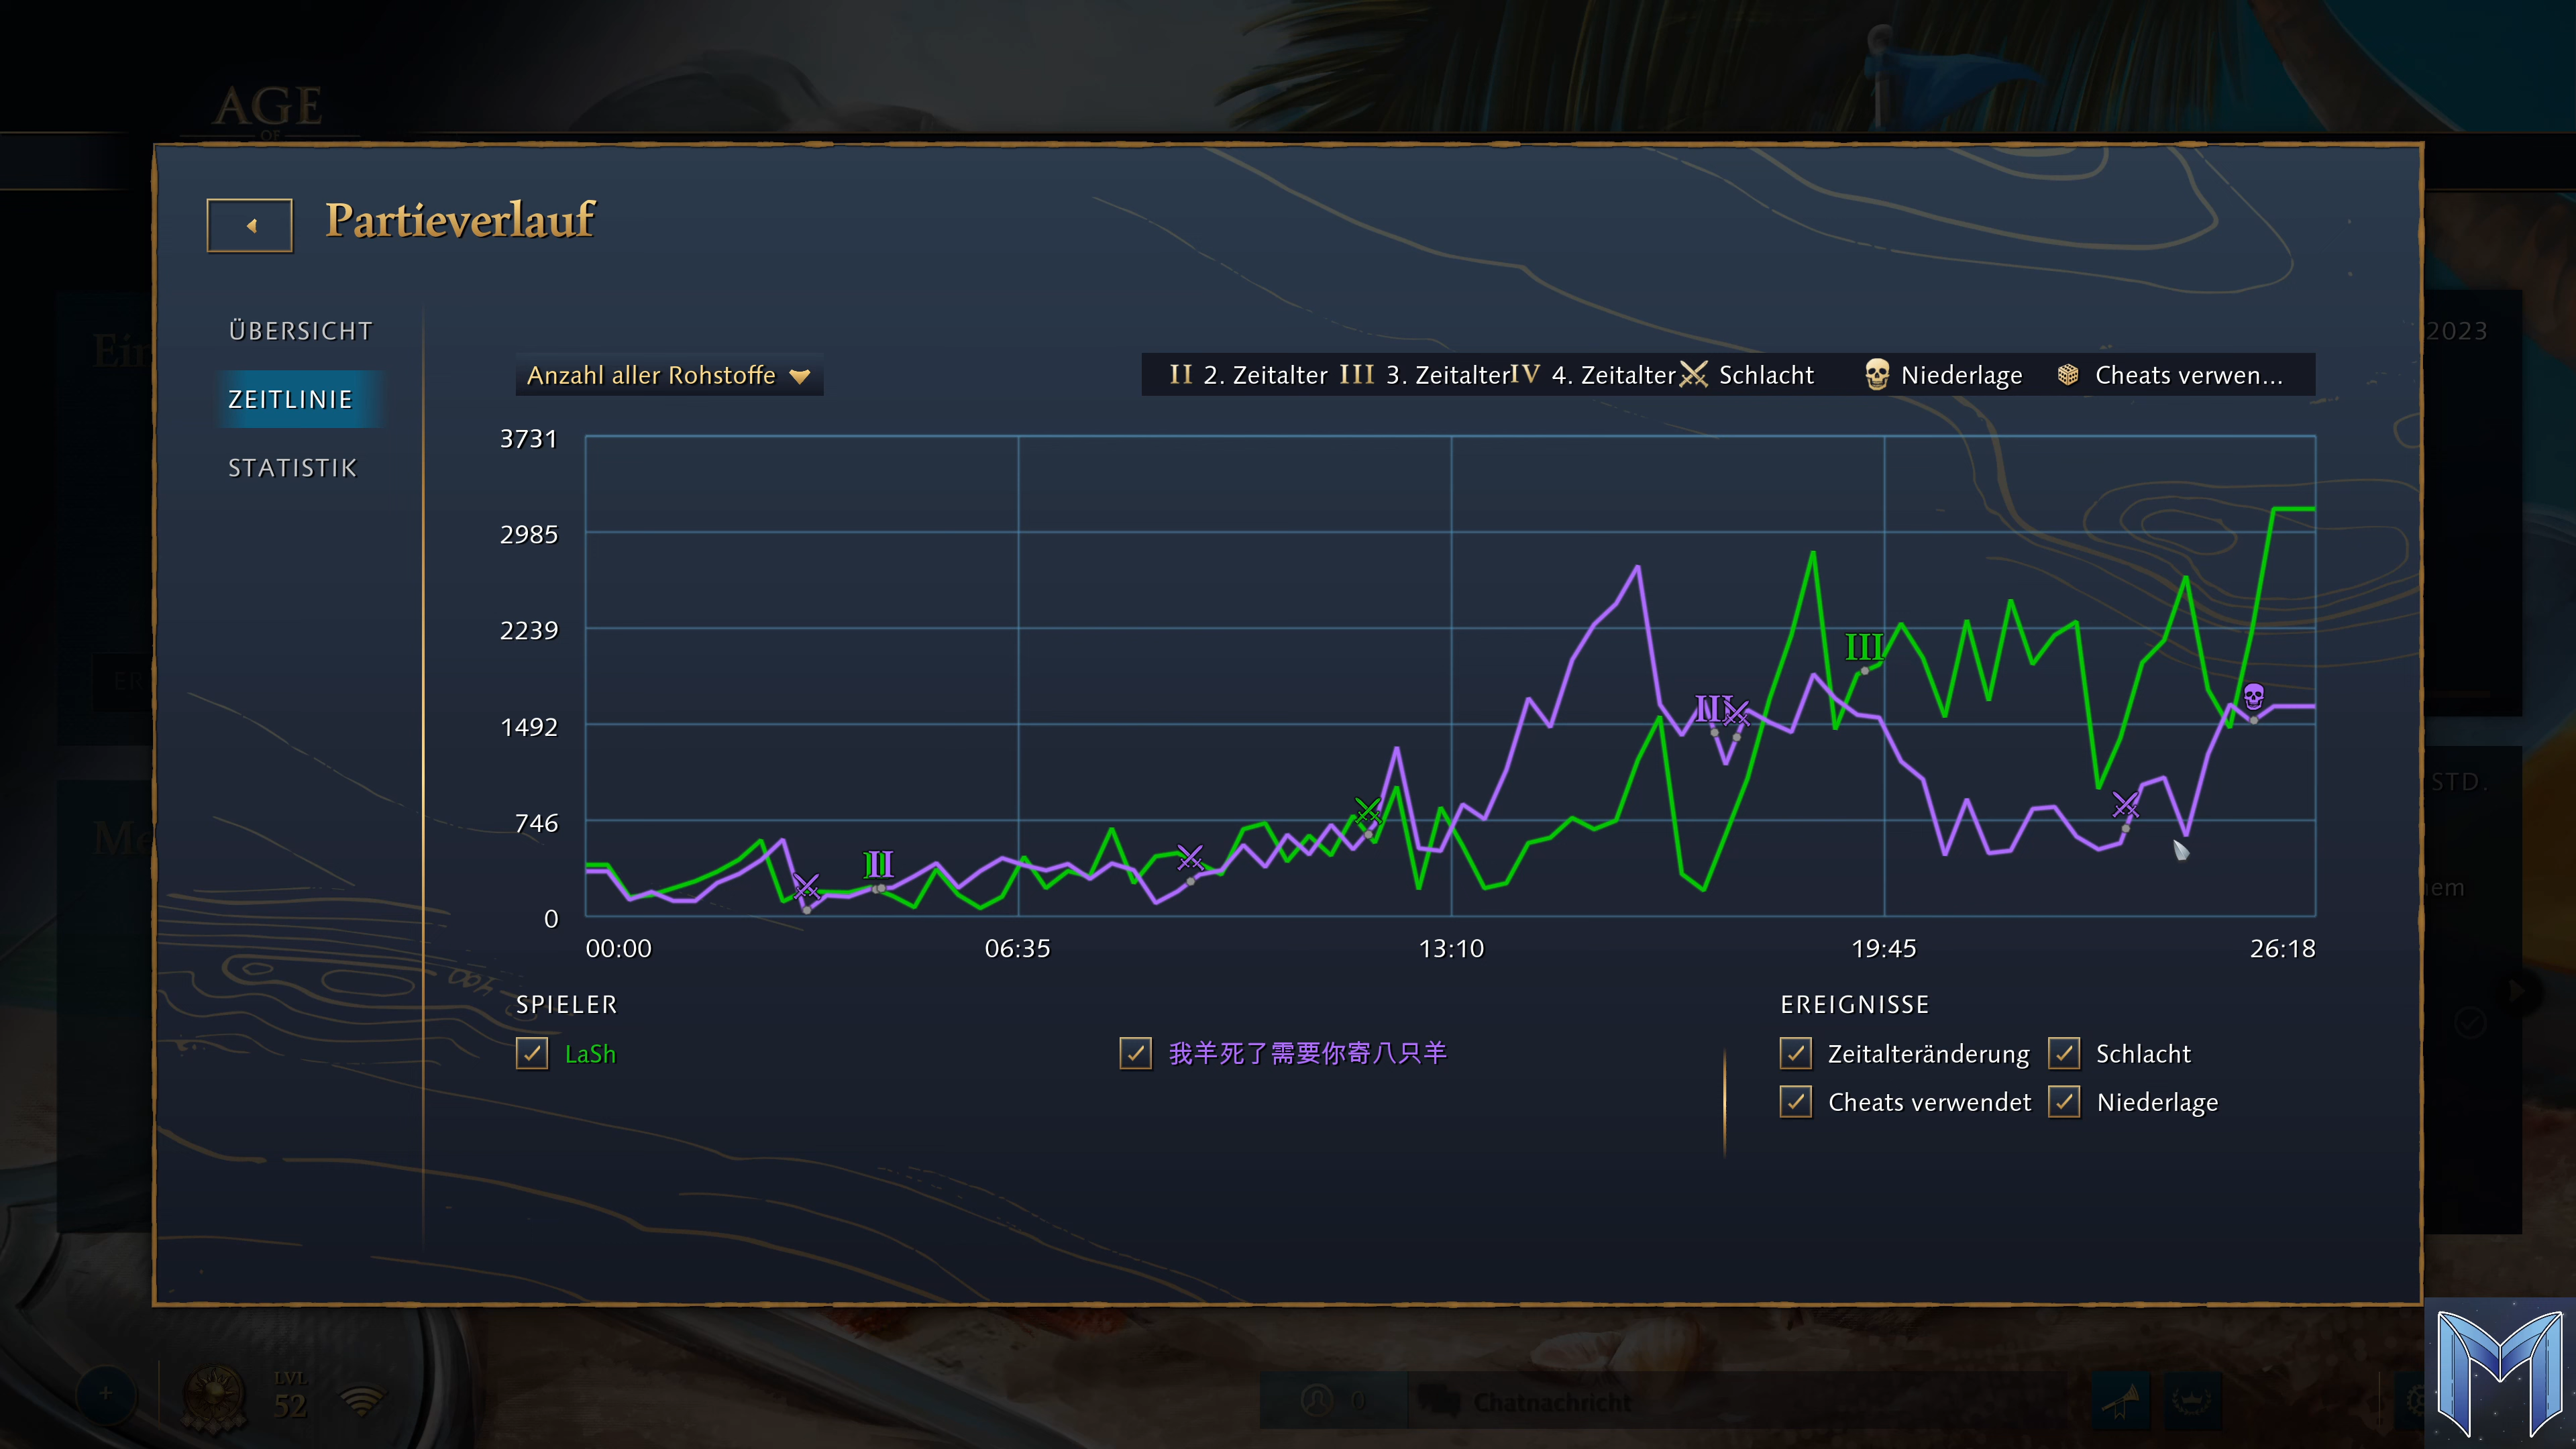 AGE
OF
Partieverlauf
ÜBERSICHT
ZEITLINIE
STATISTIK
2023
Anzahl aller Rohstoffe
II 2. Zeitalter III 3. Zeitalter IV 4. Zeitalter Schlacht Niederlage Cheats verwen...
3731
2985
2239
1492
746
0
III
III
II
00:00 06:35 13:10 19:45 26:18
STD.
SPIELER
LaSh
我羊死了需要你寄八只羊
EREIGNISSE
Zeitalteränderung Schlacht
Cheats verwendet Niederlage
LVL
52
0
Chatnachricht
M